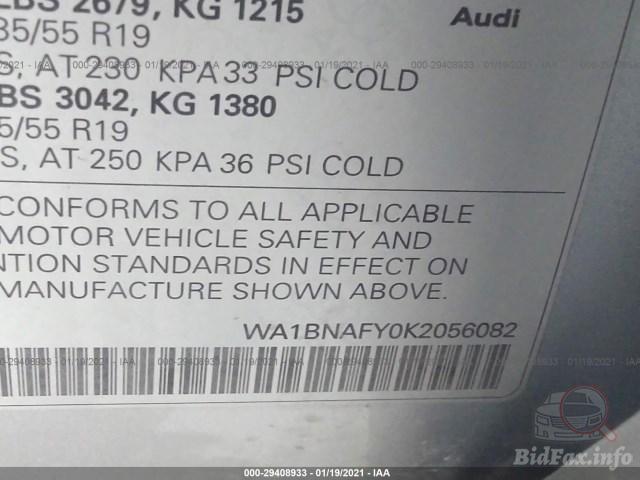 LBS 2679, KG 1215
Audi
35/55 R19
S, AT 230 KPA 33 PSI COLD
BS 3042, KG 1380
5/55 R19
S, AT 250 KPA 36 PSI COLD
CONFORMS TO ALL APPLICABLE
MOTOR VEHICLE SAFETY AND
NTION STANDARDS IN EFFECT ON
MANUFACTURE SHOWN ABOVE.
WA1BNAFY0K2056082
BidFax.info
000-29408933 - 01/19/2021 - IAA